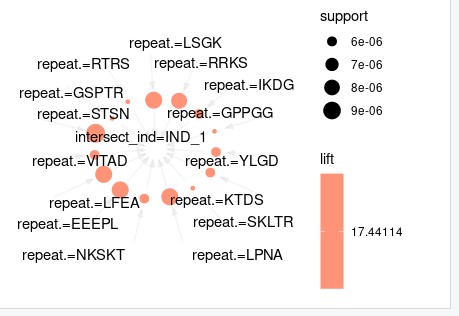 support
6e-06
7e-06
8e-06
9e-06
lift
17.44114
repeat.=LSGK
repeat.=RTRS
repeat.=RRKS
repeat.=IKDG
repeat.=GSPTR
repeat.=STSN
repeat.=GPPGG
intersect_ind=IND_1
repeat.=VITAD
repeat.=YLGD
repeat.=LFEA
repeat.=KTDS
repeat.=EEEPL
repeat.=SKLTR
repeat.=NKSKT
repeat.=LPNA